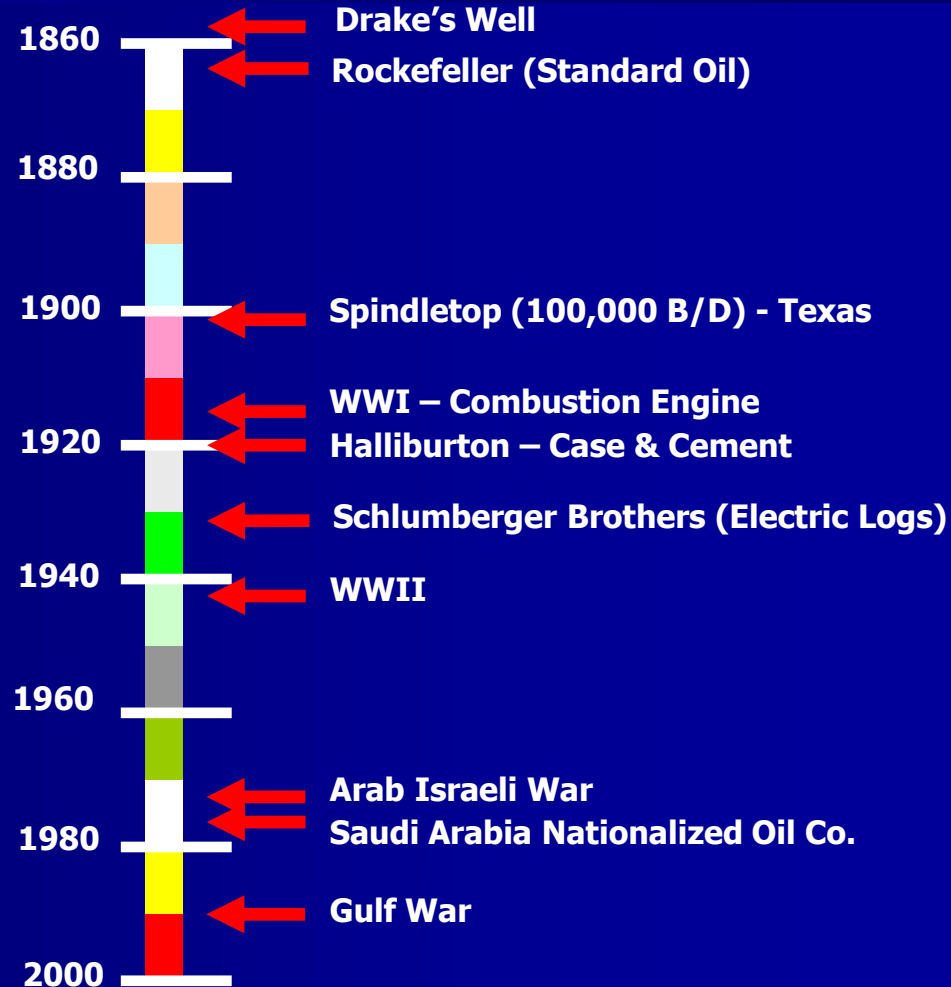 Drake’s Well
1860
Rockefeller (Standard Oil)
1880
1900
Spindletop (100,000 B/D) - Texas
WWI – Combustion Engine
1920
Halliburton – Case & Cement
Schlumberger Brothers (Electric Logs)
1940
WWII
1960
Arab Israeli War
1980
Saudi Arabia Nationalized Oil Co.
Gulf War
2000